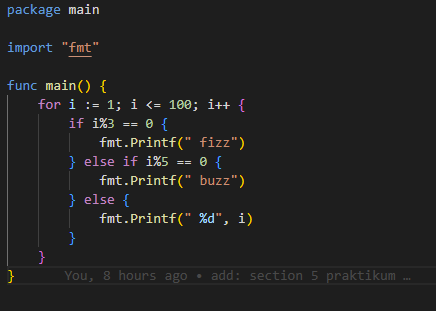 package main

import "fmt"

func main() {
    for i := 1; i <= 100; i++ {
        if i%3 == 0 {
            fmt.Printf(" fizz")
        } else if i%5 == 0 {
            fmt.Printf(" buzz")
        } else {
            fmt.Printf(" %d", i)
        }
    }
}    You, 8 hours ago • add: section 5 praktikum …